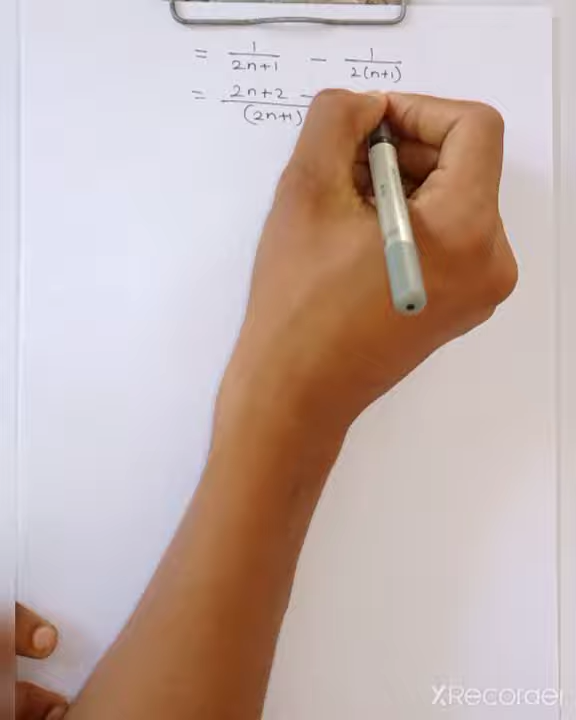 = 1/(2n+1) - 1/(2(n+1))
= 2n+2 - / (2n+1)
XRecorder